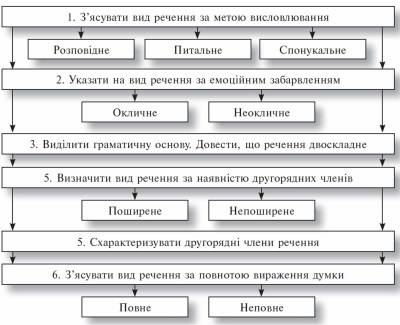 1. З’ясувати вид речення за метою висловлювання
Розповідне Питальне Спонукальне
2. Указати на вид речення за емоційним забарвленням
Окличне Неокличне
3. Виділити граматичну основу. Довести, що речення двоскладне
5. Визначити вид речення за наявністю другорядних членів
Поширене Непоширене
5. Схарактеризувати другорядні члени речення
6. З’ясувати вид речення за повнотою вираження думки
Повне Неповне